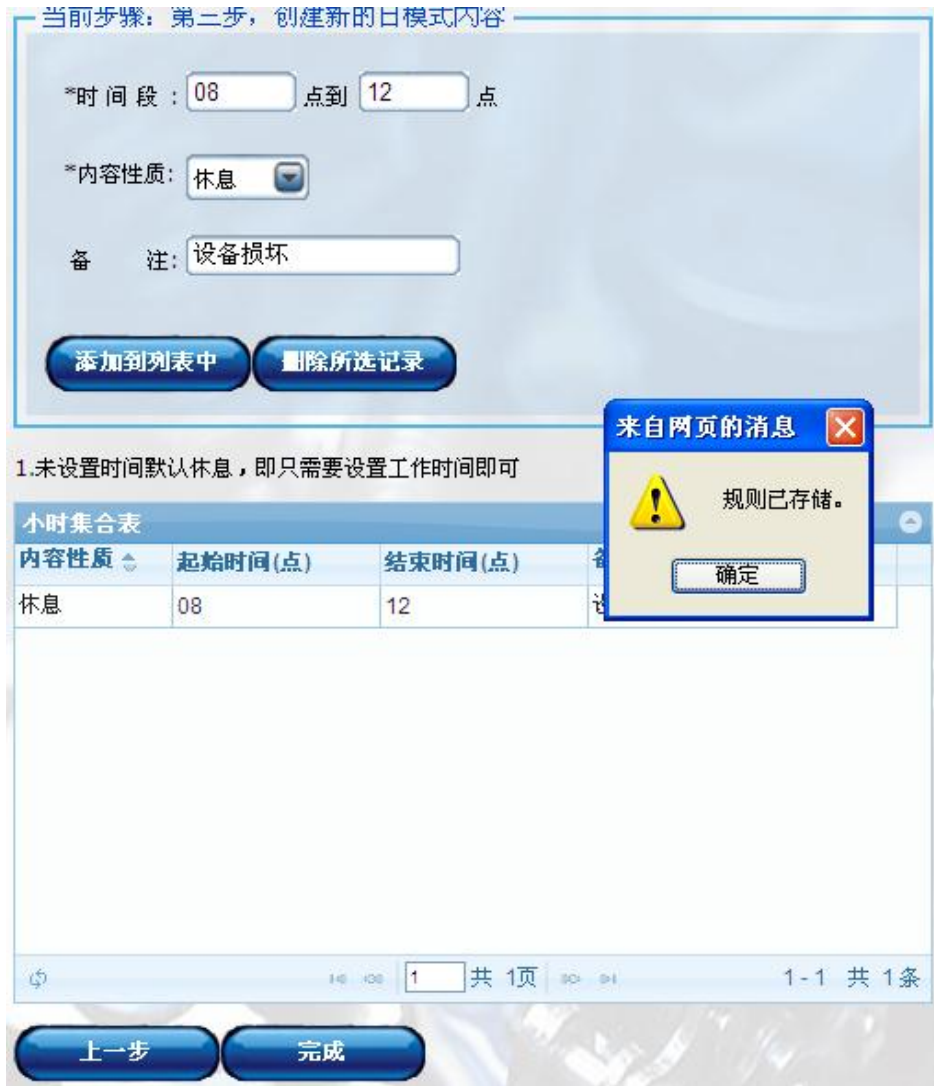 当前步骤：第三步，创建新的日模式内容
*时 间 段 : 08 点到 12 点
*内容性质: 休息
备 注: 设备损坏
添加到列表中 删除所选记录
来自网页的消息
1.未设置时间默认休息，即只需要设置工作时间即可
规则已存储。
小时集合表
确定
内容性质 起始时间(点) 结束时间(点)
休息 08 12
1 共 1页 1 - 1 共 1条
上一步 完成